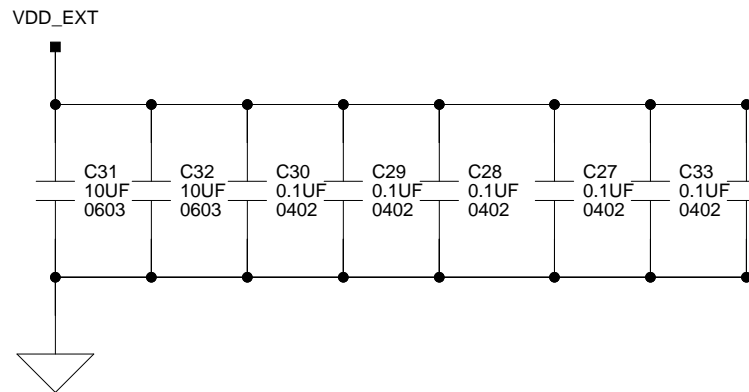 VDD_EXT
C31
10UF
0603
C32
10UF
0603
C30
0.1UF
0402
C29
0.1UF
0402
C28
0.1UF
0402
C27
0.1UF
0402
C33
0.1UF
0402